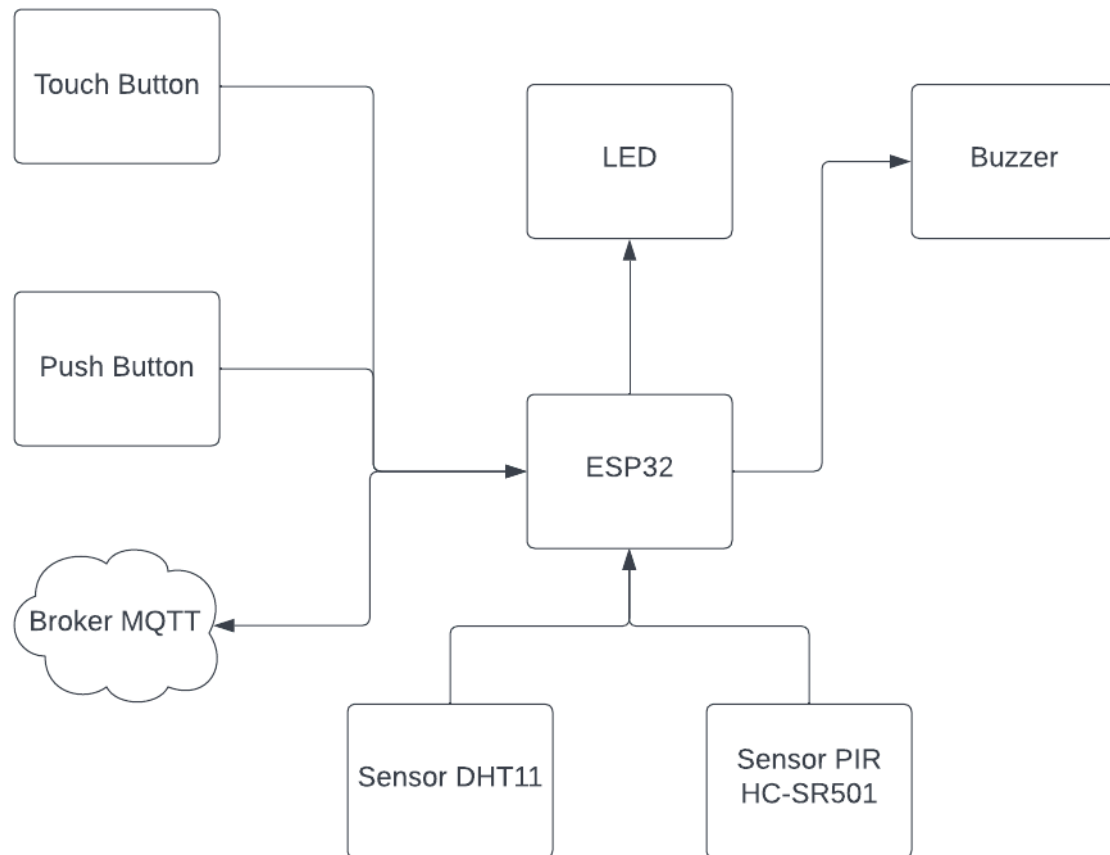 Touch Button
LED
Buzzer
Push Button
ESP32
Broker MQTT
Sensor DHT11
Sensor PIR
HC-SR501